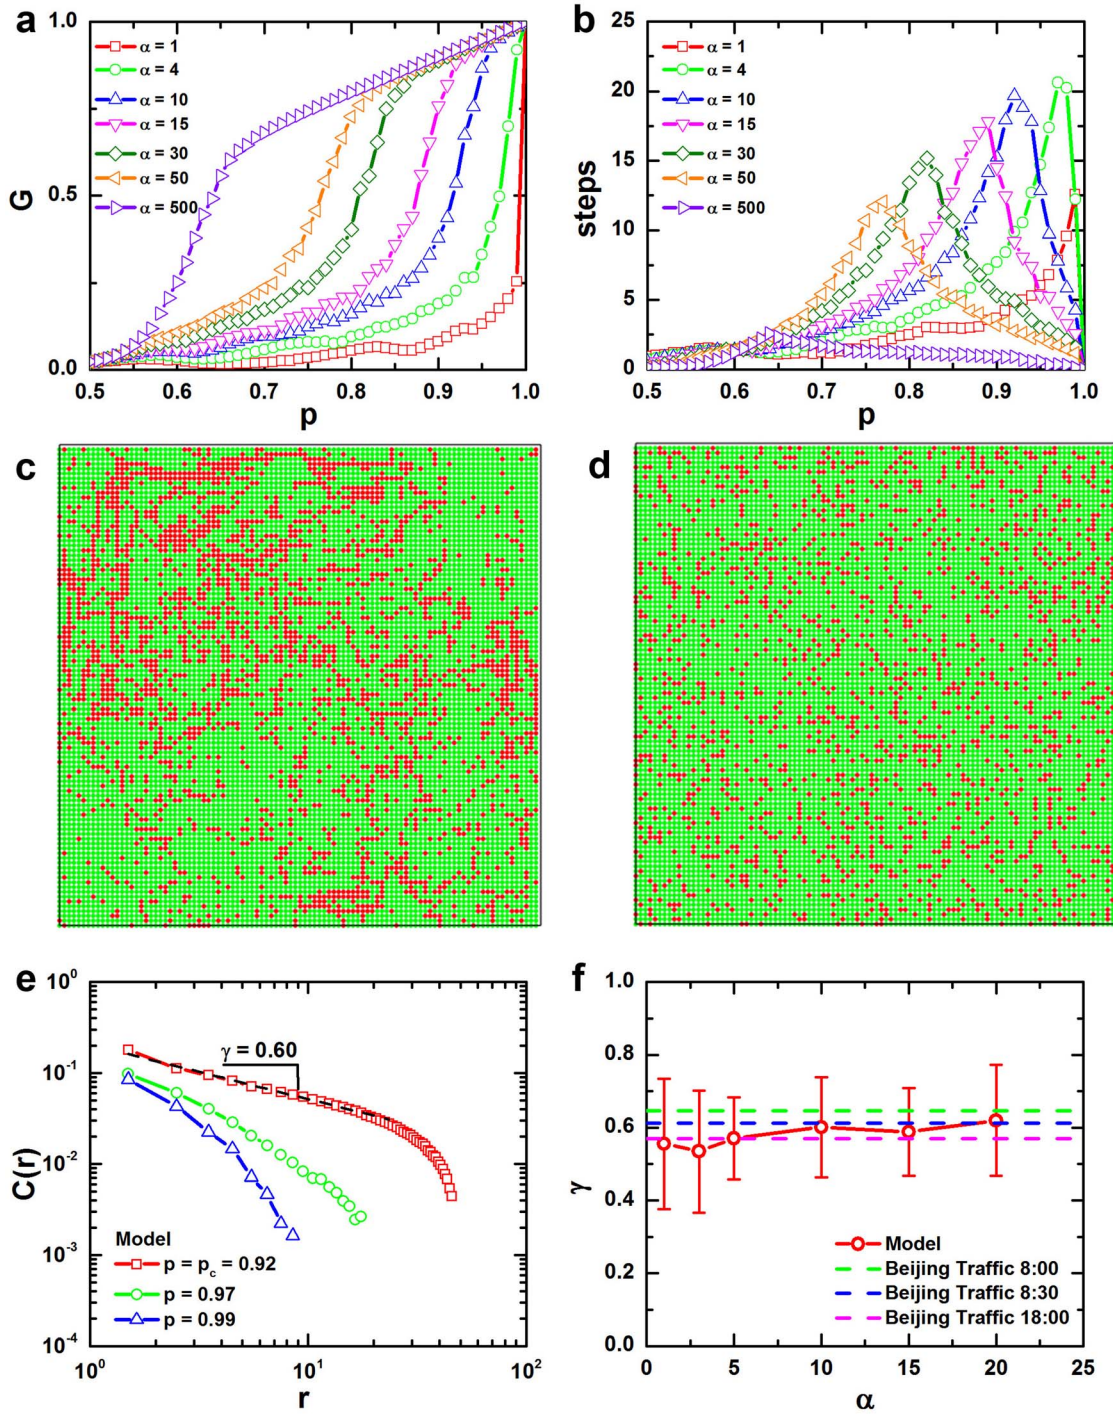 a
1.0
0.5
0.0
G
α = 1
α = 4
α = 10
α = 15
α = 30
α = 50
α = 500
0.5 0.6 0.7 0.8 0.9 1.0
p
b
25
20
15
10
5
0
steps
α = 1
α = 4
α = 10
α = 15
α = 30
α = 50
α = 500
0.5 0.6 0.7 0.8 0.9 1.0
p
c
d
e
10^0
10^-1
10^-2
10^-3
10^-4
C(r)
γ = 0.60
Model
p = p_c = 0.92
p = 0.97
p = 0.99
10^0 10^1 10^2
r
f
1.0
0.8
0.6
0.4
0.2
0.0
γ
Model
Beijing Traffic 8:00
Beijing Traffic 8:30
Beijing Traffic 18:00
0 5 10 15 20 25
α